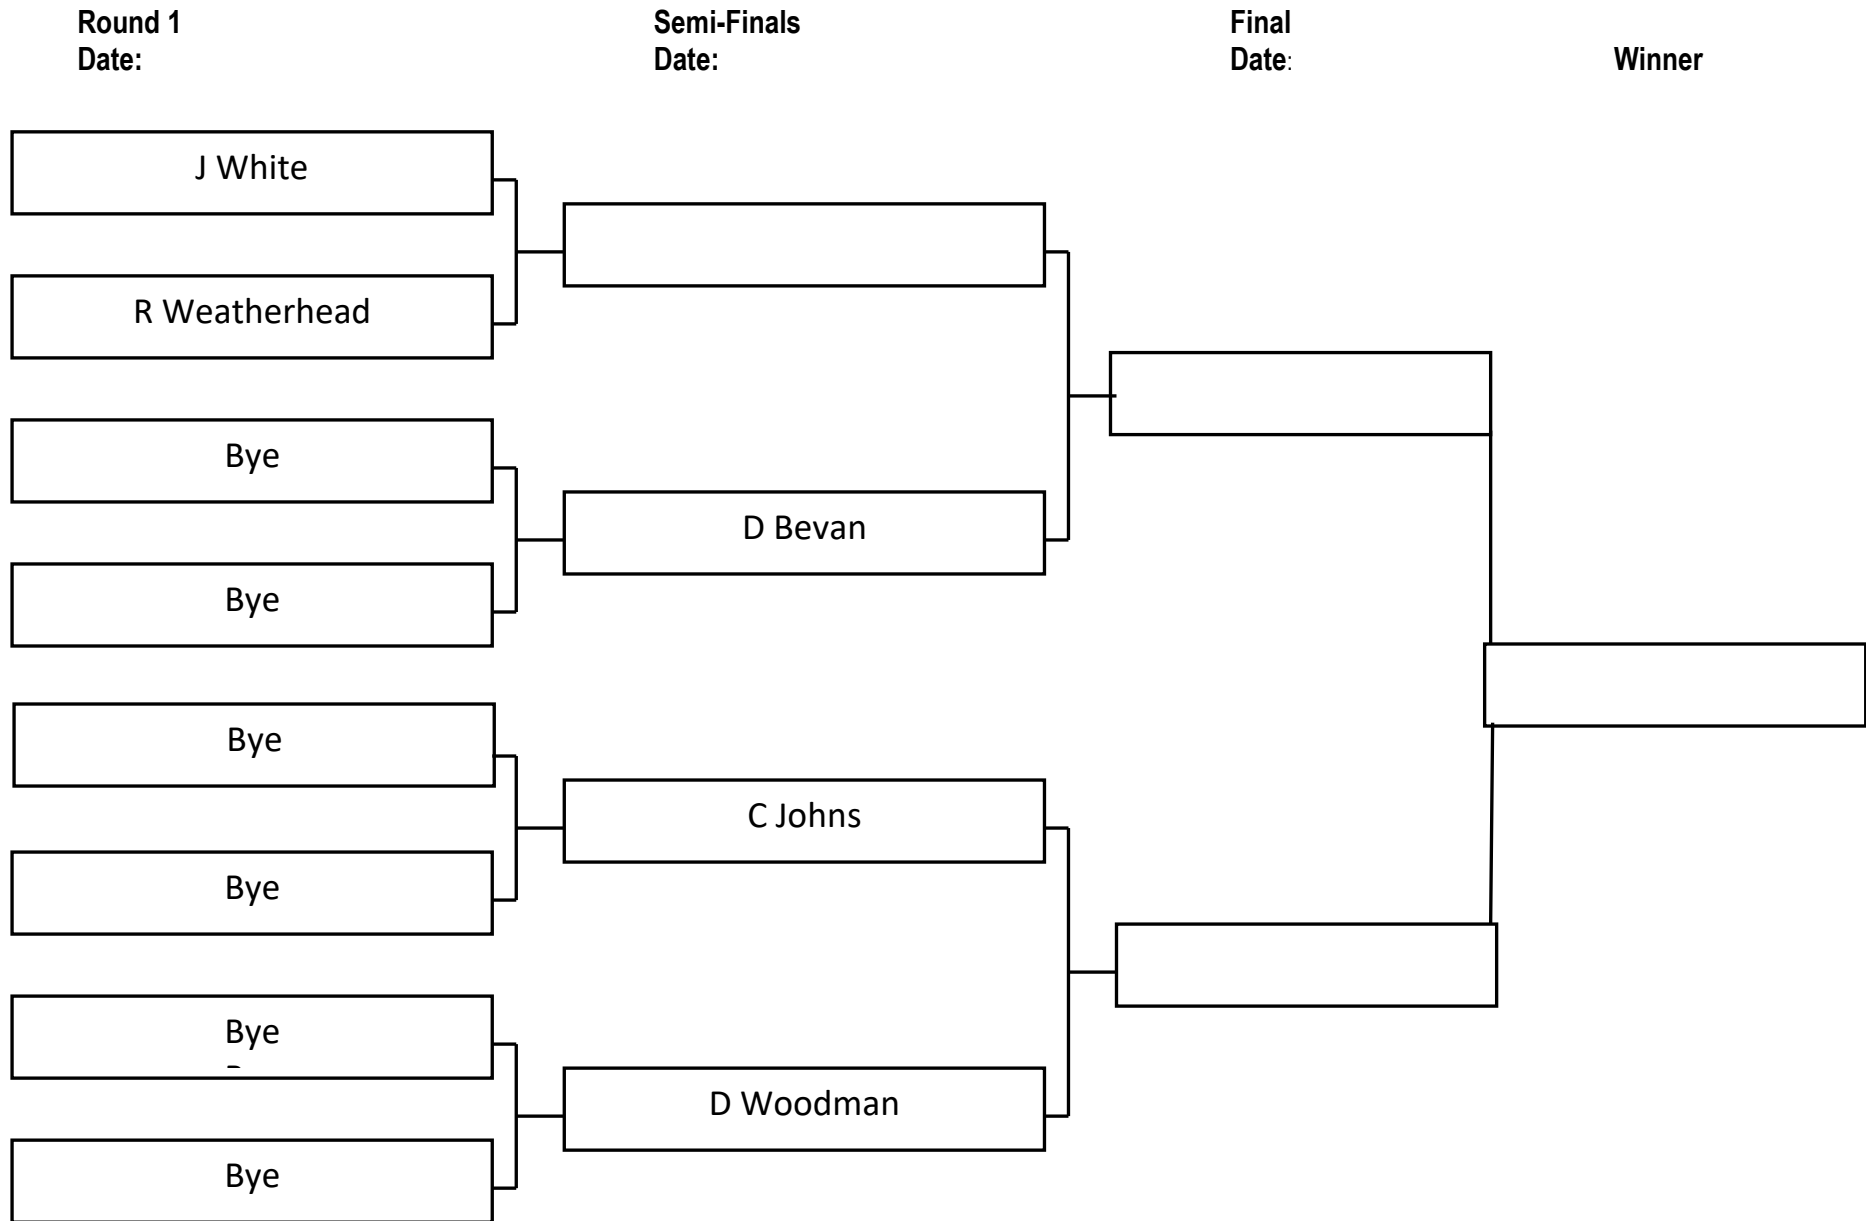 Round 1
Date:
Semi-Finals
Date:
Final
Date:
Winner
J White
R Weatherhead
Bye
Bye
Bye
Bye
Bye
Bye
D Bevan
C Johns
D Woodman